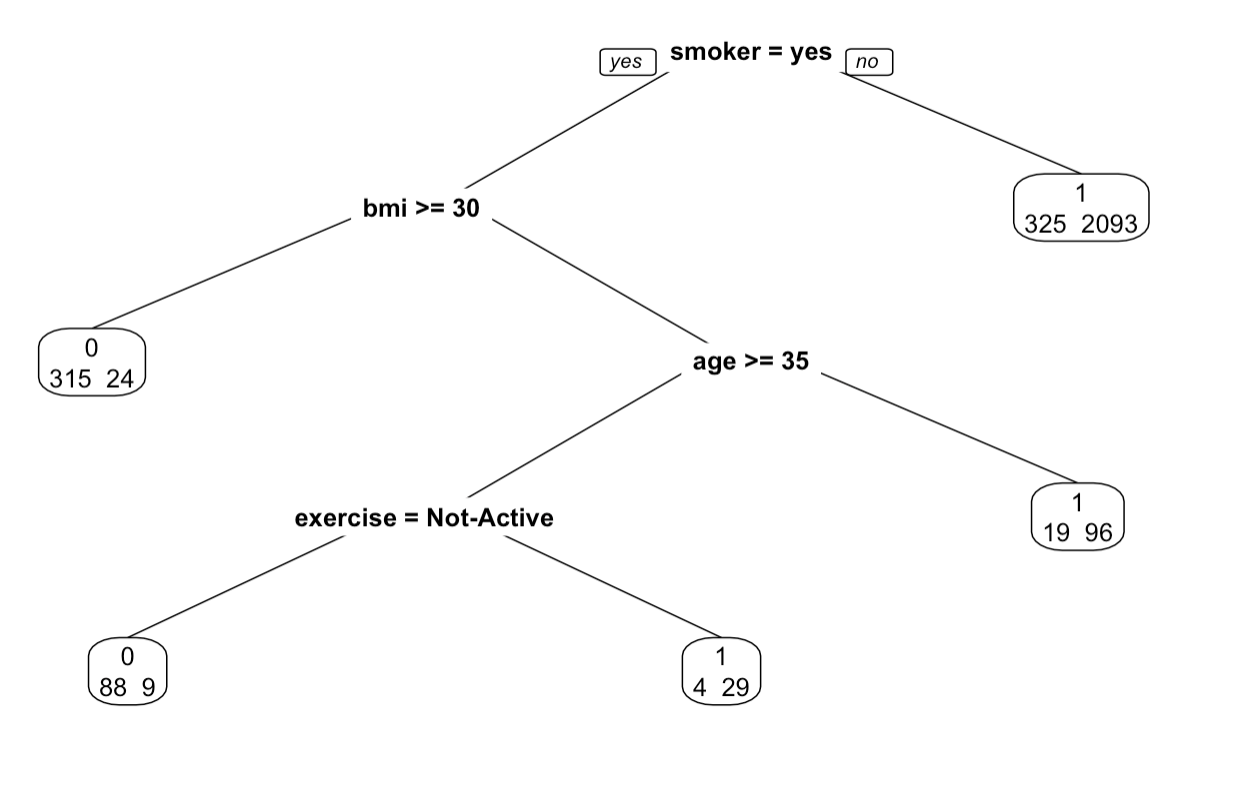 yes smoker = yes no
1
325 2093
bmi >= 30
0
315 24
age >= 35
1
19 96
exercise = Not-Active
0
88 9
1
4 29